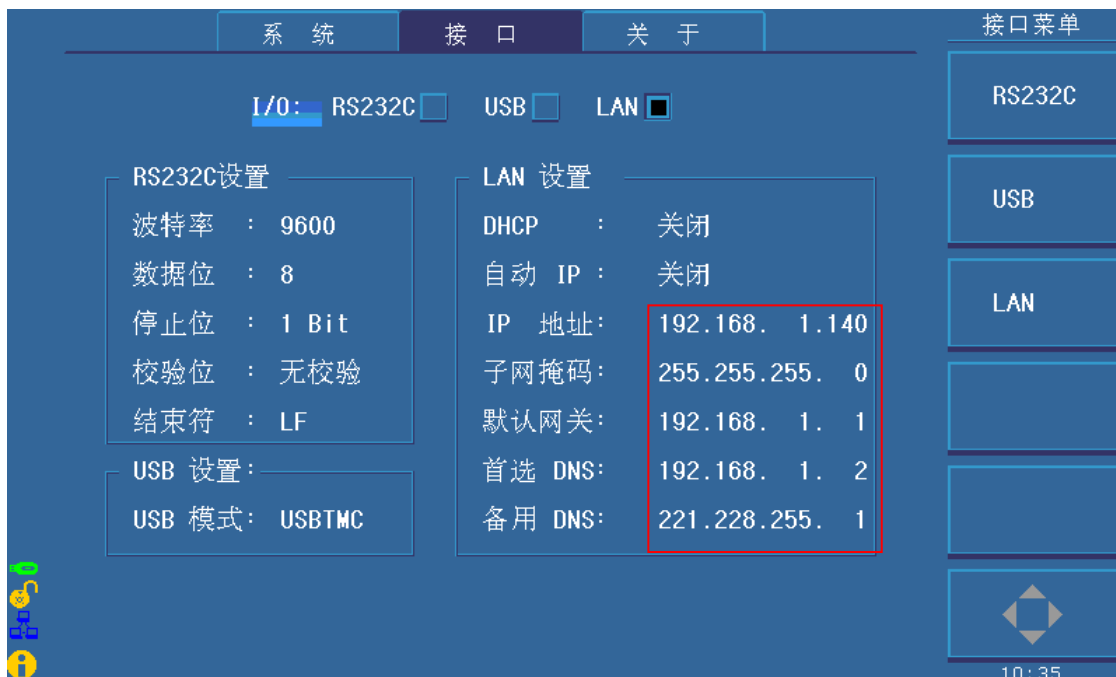 系 统 接 口 关 于 接口菜单
I/O: RS232C USB LAN
RS232C
RS232C设置
波特率 : 9600
数据位 : 8
停止位 : 1 Bit
校验位 : 无校验
结束符 : LF
USB 设置:
USB 模式: USBTMC
LAN 设置
DHCP : 关闭
自动 IP : 关闭
IP 地址: 192.168. 1.140
子网掩码: 255.255.255. 0
默认网关: 192.168. 1. 1
首选 DNS: 192.168. 1. 2
备用 DNS: 221.228.255. 1
USB
LAN
10:35